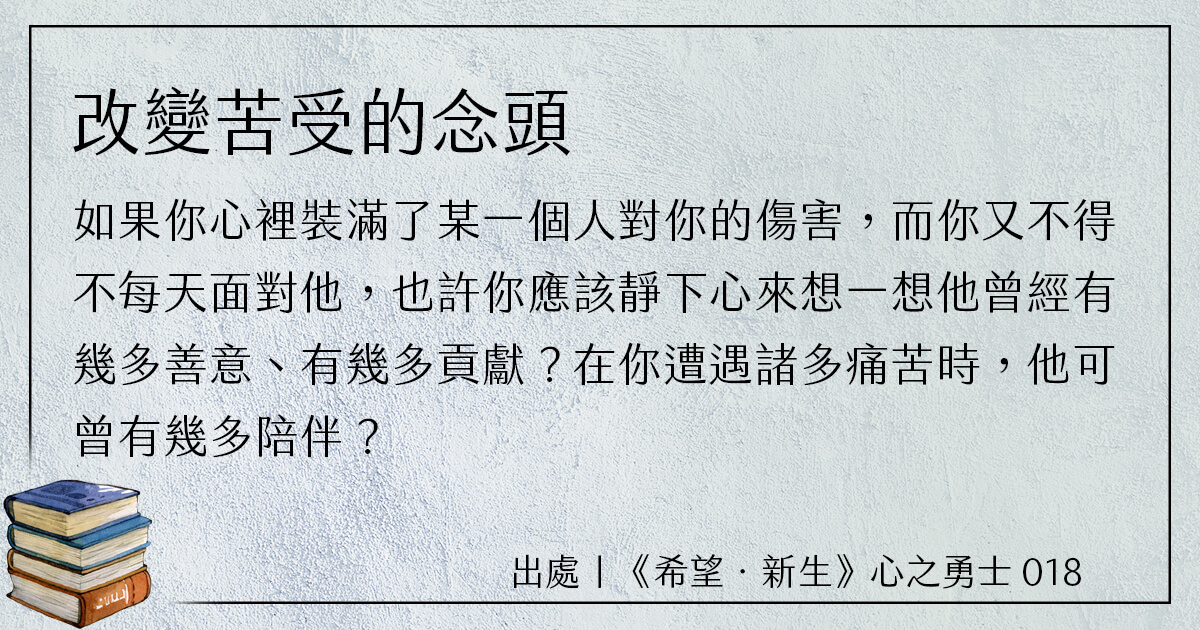 改變苦受的念頭
如果你心裡裝滿了某一個人對你的傷害，而你又不得
不每天面對他，也許你應該靜下心來想一想他曾經有
幾多善意、有幾多貢獻？在你遭遇諸多痛苦時，他可
曾有幾多陪伴？
出處｜《希望．新生》心之勇士 018